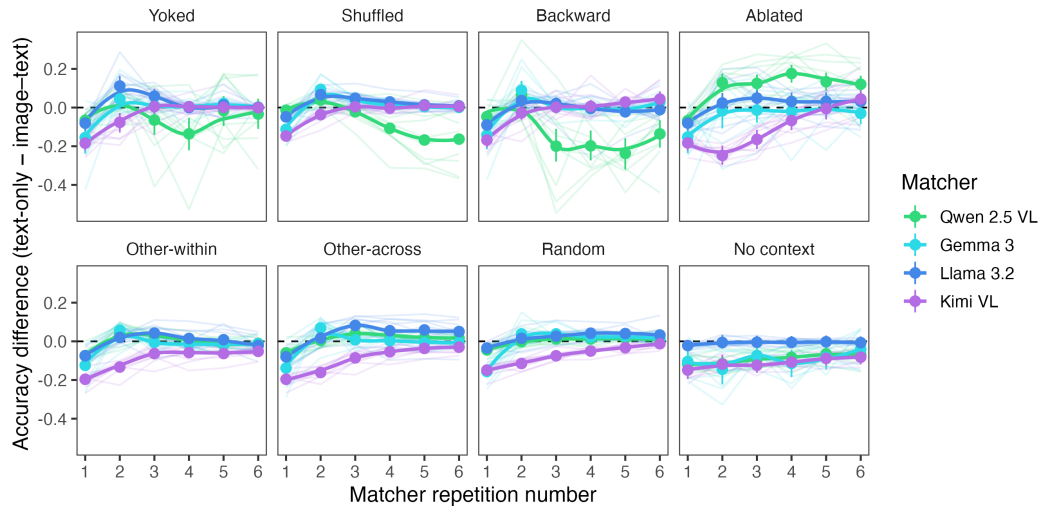 Yoked Shuffled Backward Ablated
0.2
0.0
-0.2
-0.4
Other-within Other-across Random No context
0.2
0.0
-0.2
-0.4
1 2 3 4 5 6 1 2 3 4 5 6 1 2 3 4 5 6 1 2 3 4 5 6
Matcher repetition number
Accuracy difference (text-only – image–text)
Matcher
Qwen 2.5 VL
Gemma 3
Llama 3.2
Kimi VL